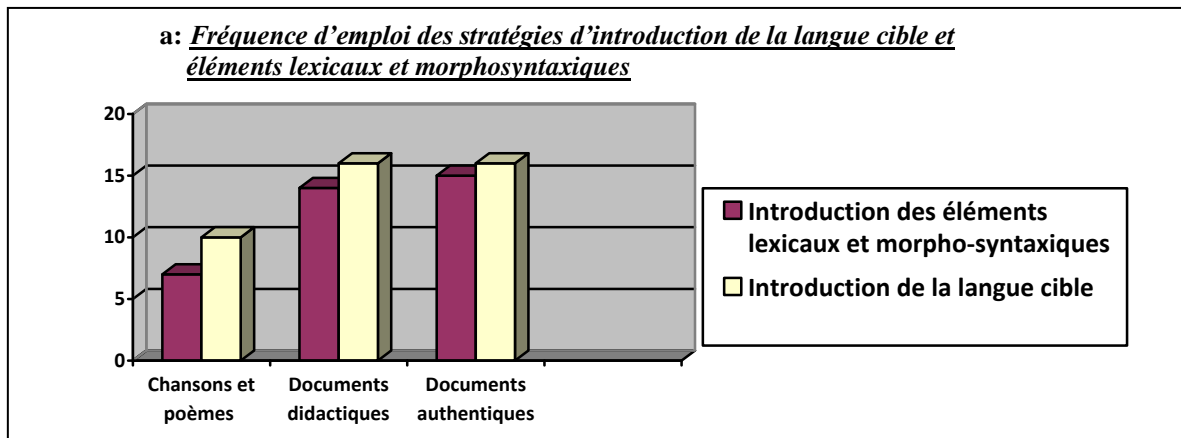 a: Fréquence d’emploi des stratégies d’introduction de la langue cible et
éléments lexicaux et morphosyntaxiques
20
15
10
5
0
Chansons et
poèmes
Documents
didactiques
Documents
authentiques
Introduction des éléments
lexicaux et morpho-syntaxiques
Introduction de la langue cible